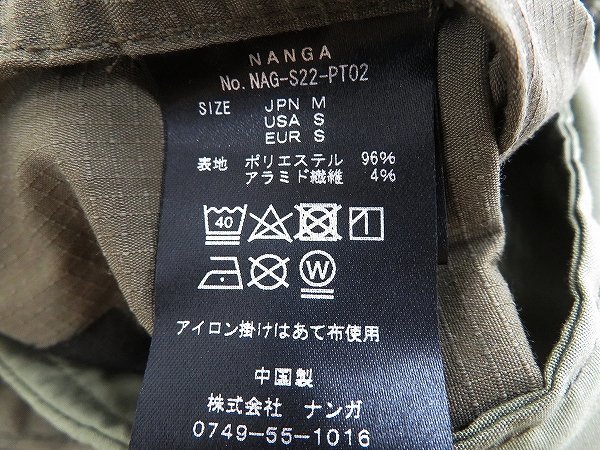 NANGA
No. NAG-S22-PT02
SIZE JPN M
USA S
EUR S
表地 ポリエステル 96%
アラミド繊維 4%
40
W
アイロン掛けはあて布使用
中国製
株式会社 ナンガ
0749-55-1016